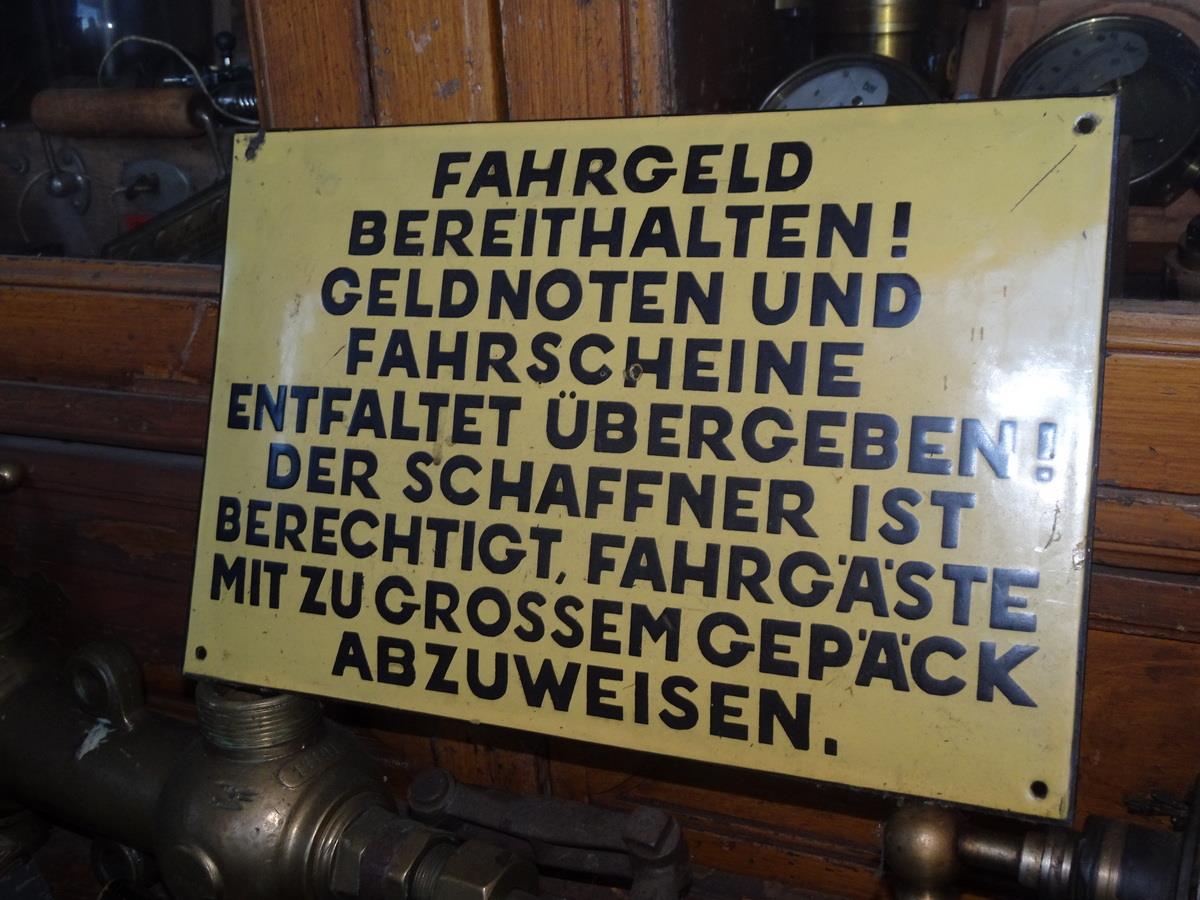 FAHRGELD
BEREITHALTEN!
GELDNOTEN UND
FAHRSCHEINE
ENTFALTET ÜBERGEBEN!
DER SCHAFFNER IST
BERECHTIGT, FAHRGÄSTE
MIT ZU GROSSEM GEPÄCK
ABZUWEISEN.